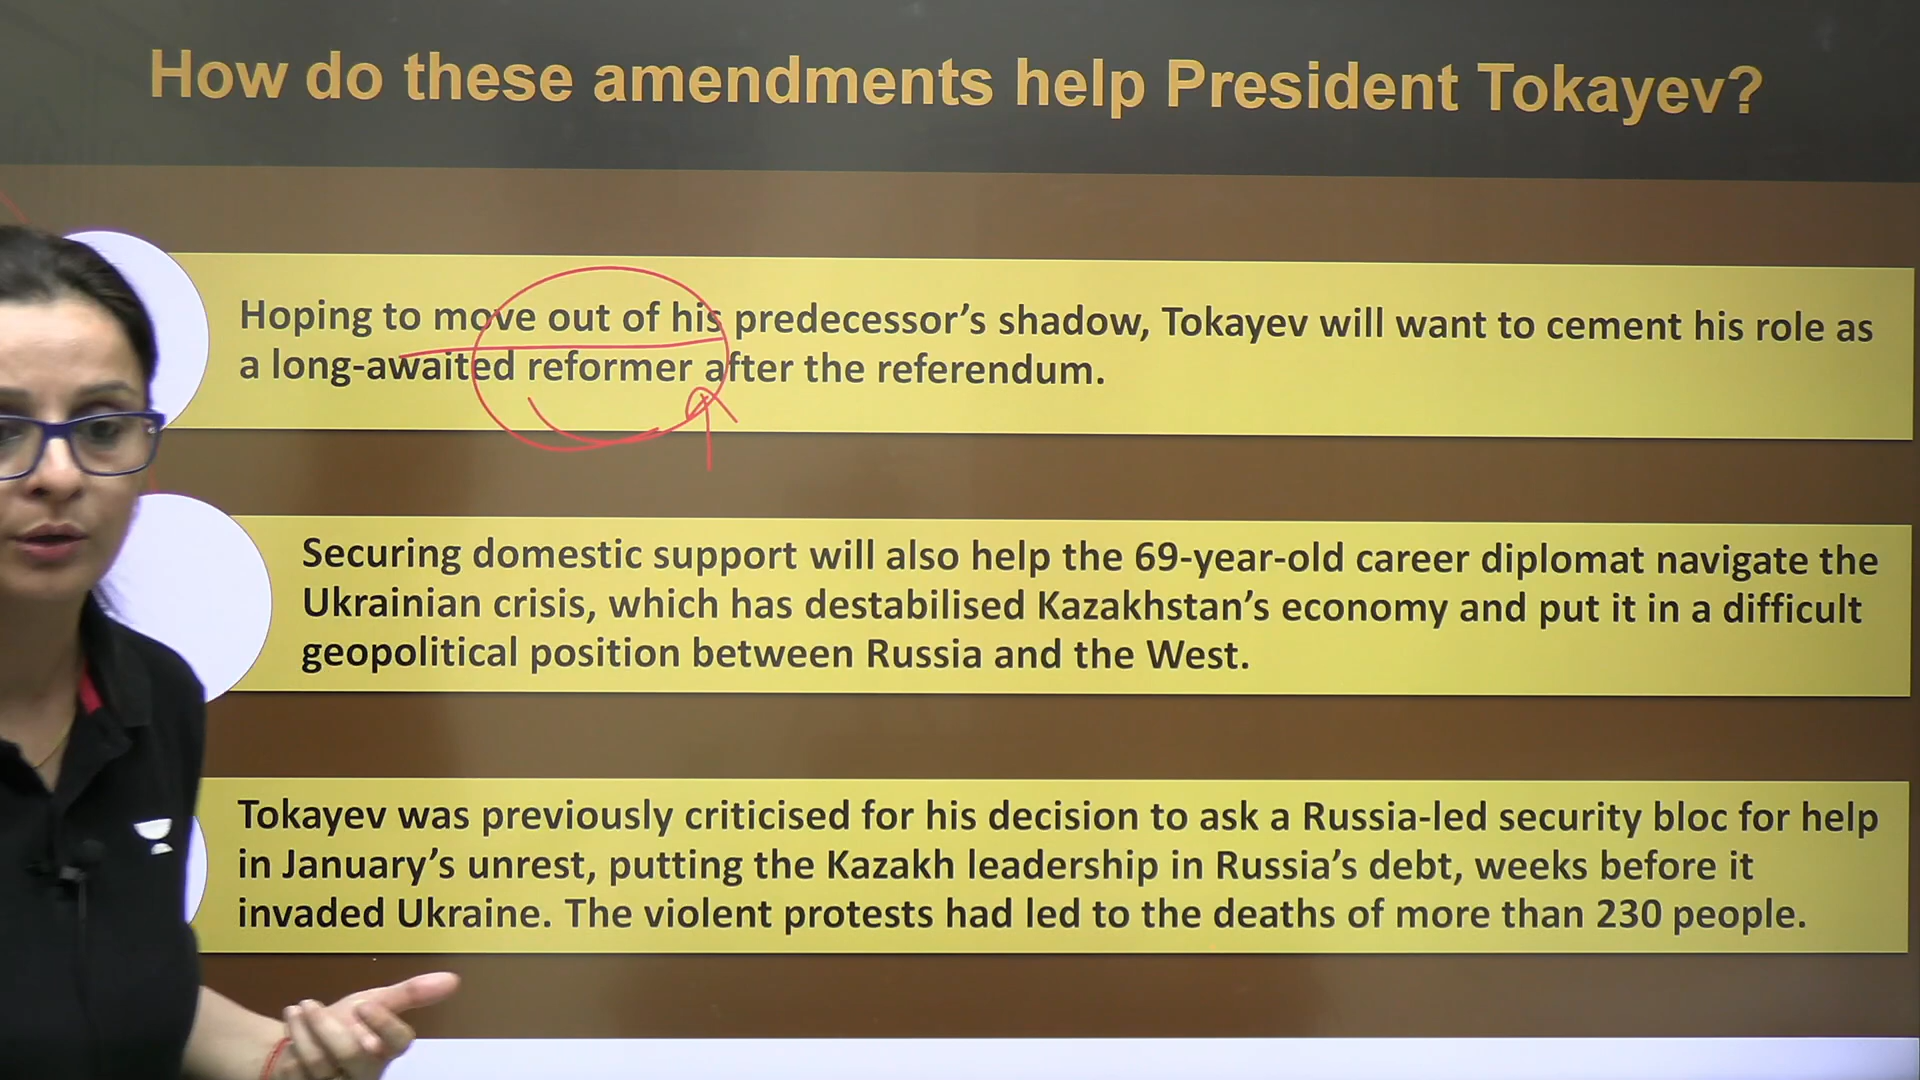 How do these amendments help President Tokayev?
Hoping to move out of his predecessor's shadow, Tokayev will want to cement his role as
a long-awaited reformer after the referendum.
Securing domestic support will also help the 69-year-old career diplomat navigate the
Ukrainian crisis, which has destabilised Kazakhstan's economy and put it in a difficult
geopolitical position between Russia and the West.
Tokayev was previously criticised for his decision to ask a Russia-led security bloc for help
in January's unrest, putting the Kazakh leadership in Russia's debt, weeks before it
invaded Ukraine. The violent protests had led to the deaths of more than 230 people.